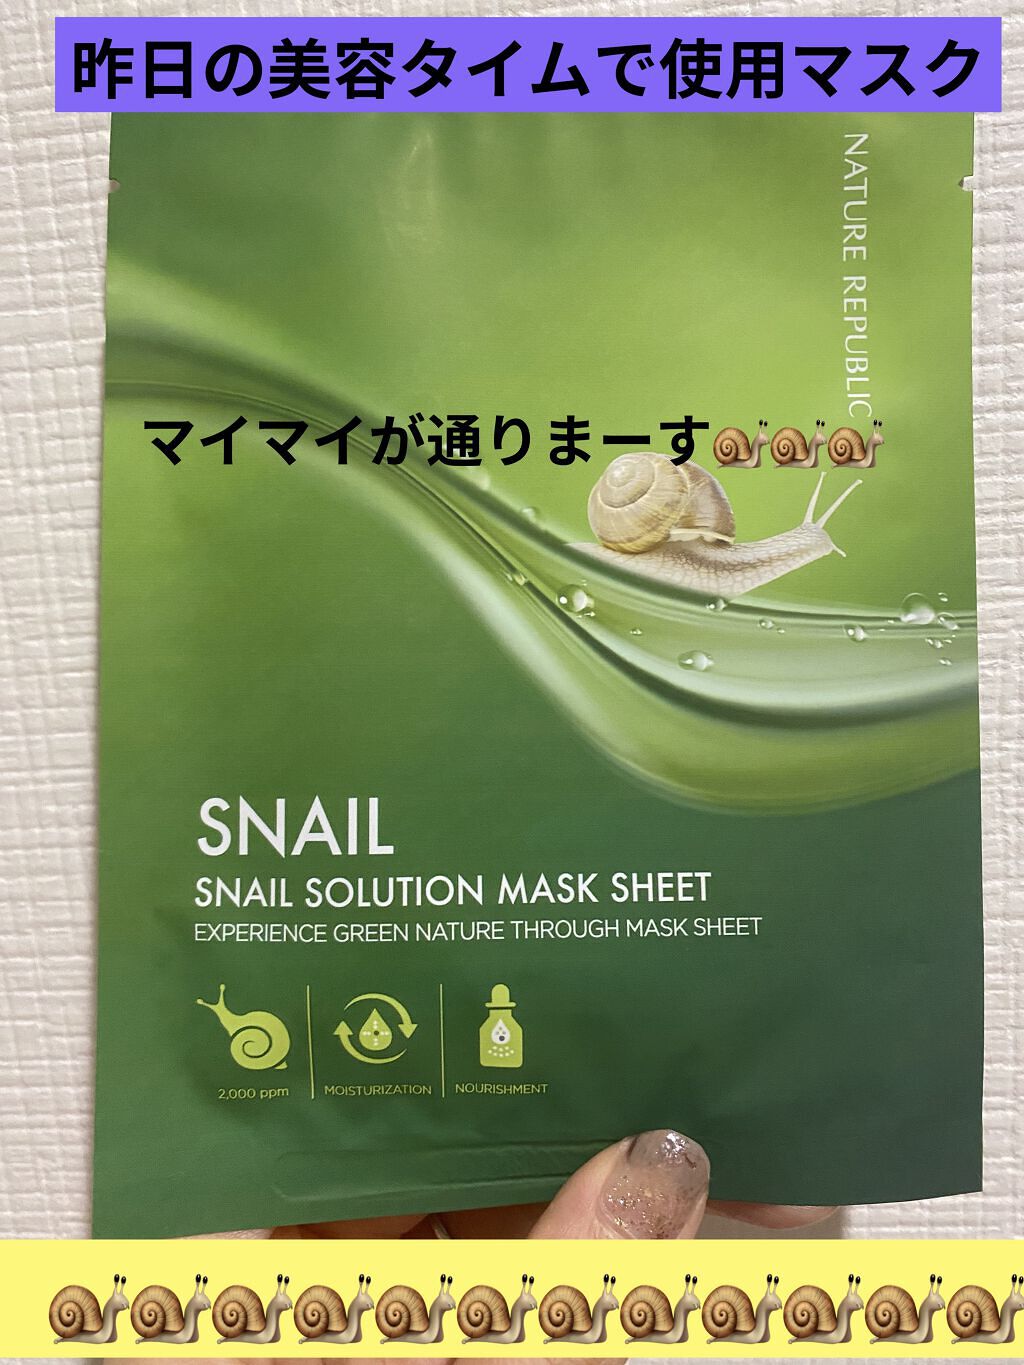 昨日の美容タイムで使用マスク
NATURE REPUBLIC
マイマイが通りまーす🐌🐌🐌
SNAIL
SNAIL SOLUTION MASK SHEET
EXPERIENCE GREEN NATURE THROUGH MASK SHEET
2,000 ppm
MOISTURIZATION
NOURISHMENT
🐌🐌🐌🐌🐌🐌🐌🐌🐌🐌🐌🐌